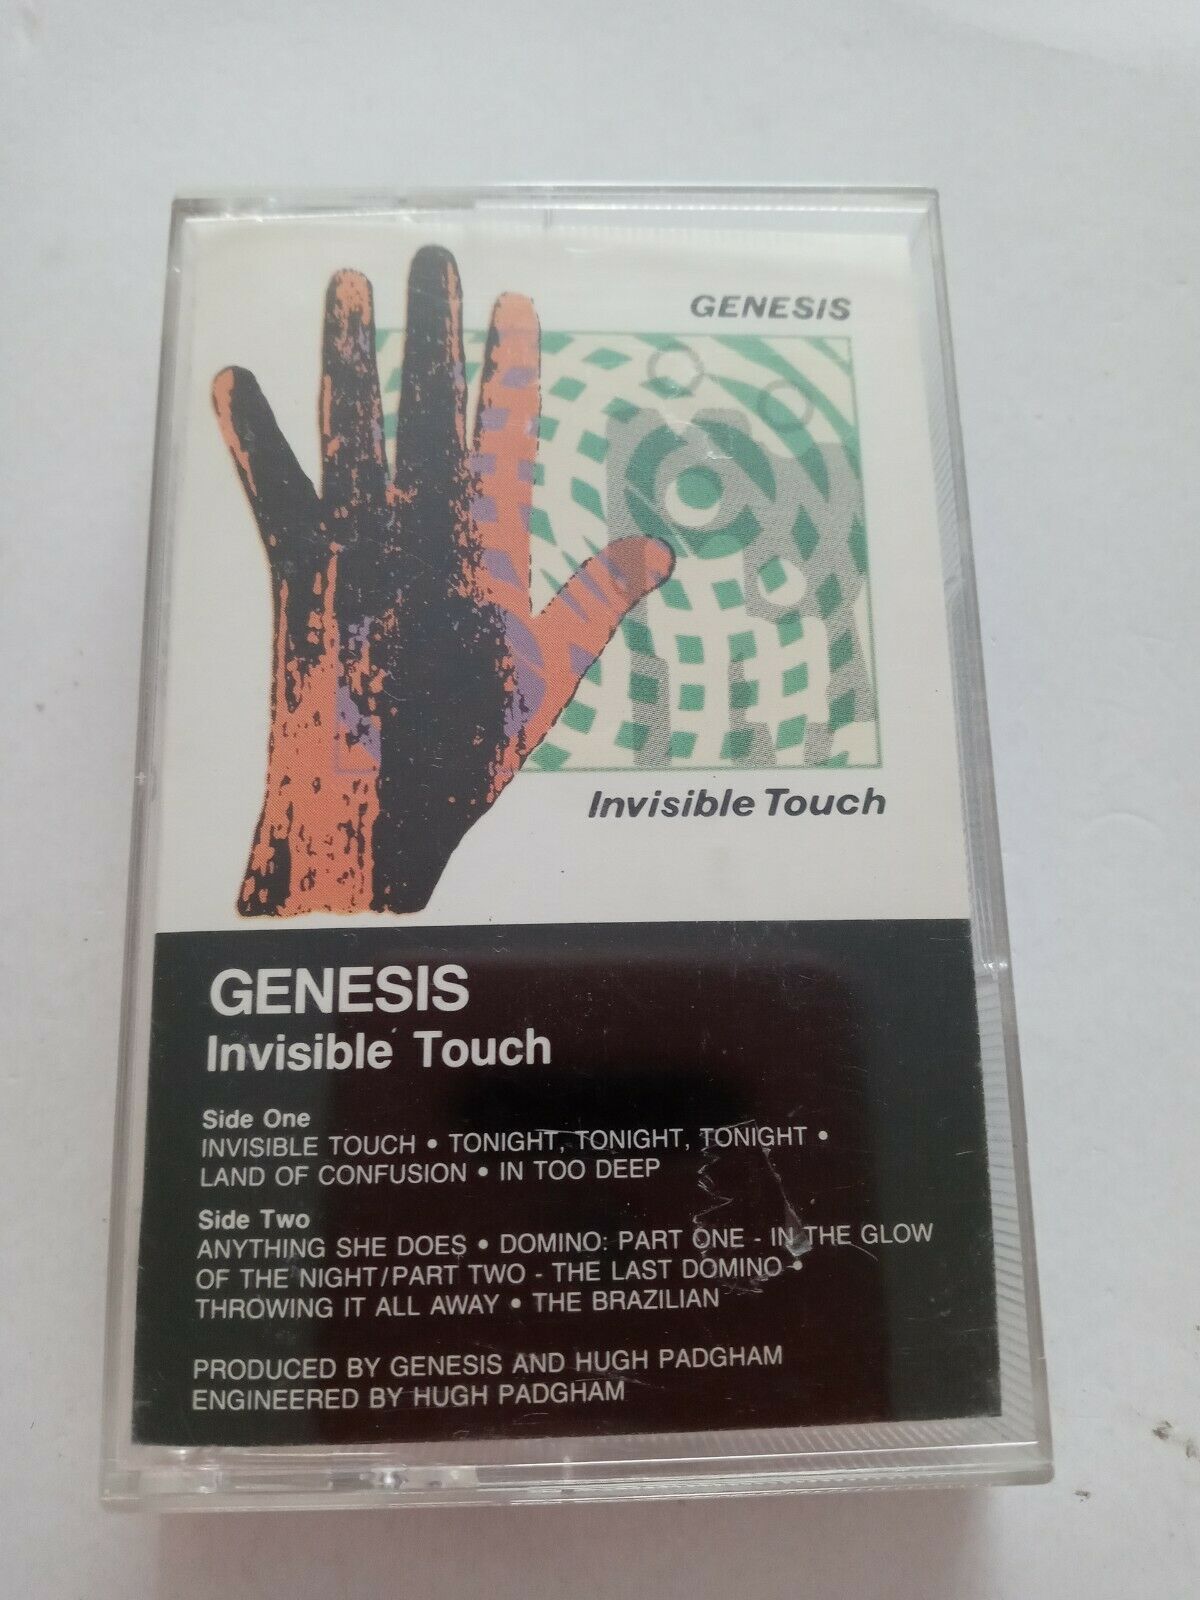 GENESIS
Invisible Touch
GENESIS
Invisible Touch
Side One
INVISIBLE TOUCH • TONIGHT, TONIGHT, TONIGHT •
LAND OF CONFUSION • IN TOO DEEP
Side Two
ANYTHING SHE DOES • DOMINO: PART ONE - IN THE GLOW
OF THE NIGHT/PART TWO - THE LAST DOMINO •
THROWING IT ALL AWAY • THE BRAZILIAN
PRODUCED BY GENESIS AND HUGH PADGHAM
ENGINEERED BY HUGH PADGHAM